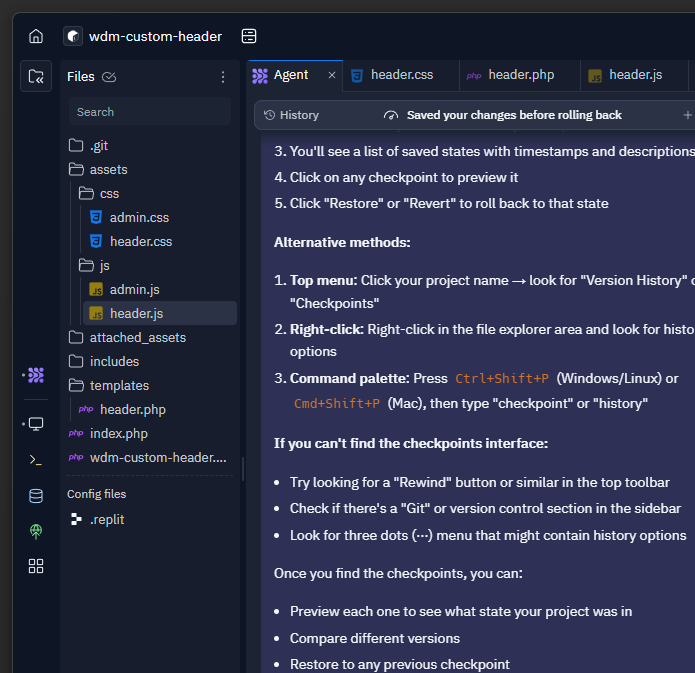 wdm-custom-header
Files
Search
.git
assets
css
admin.css
header.css
js
admin.js
header.js
attached_assets
includes
templates
php header.php
php index.php
php wdm-custom-header....
Config files
.replit
Agent
header.css
php header.php
JS header.js
History
Saved your changes before rolling back
3. You'll see a list of saved states with timestamps and descriptions
4. Click on any checkpoint to preview it
5. Click "Restore" or "Revert" to roll back to that state
Alternative methods:
1. Top menu: Click your project name → look for "Version History" o
"Checkpoints"
2. Right-click: Right-click in the file explorer area and look for histo
options
3. Command palette: Press Ctrl+Shift+P (Windows/Linux) or
Cmd+Shift+P (Mac), then type "checkpoint" or "history"
If you can't find the checkpoints interface:
• Try looking for a "Rewind" button or similar in the top toolbar
• Check if there's a "Git" or version control section in the sidebar
• Look for three dots (⋯) menu that might contain history options
Once you find the checkpoints, you can:
• Preview each one to see what state your project was in
• Compare different versions
• Restore to any previous checkpoint